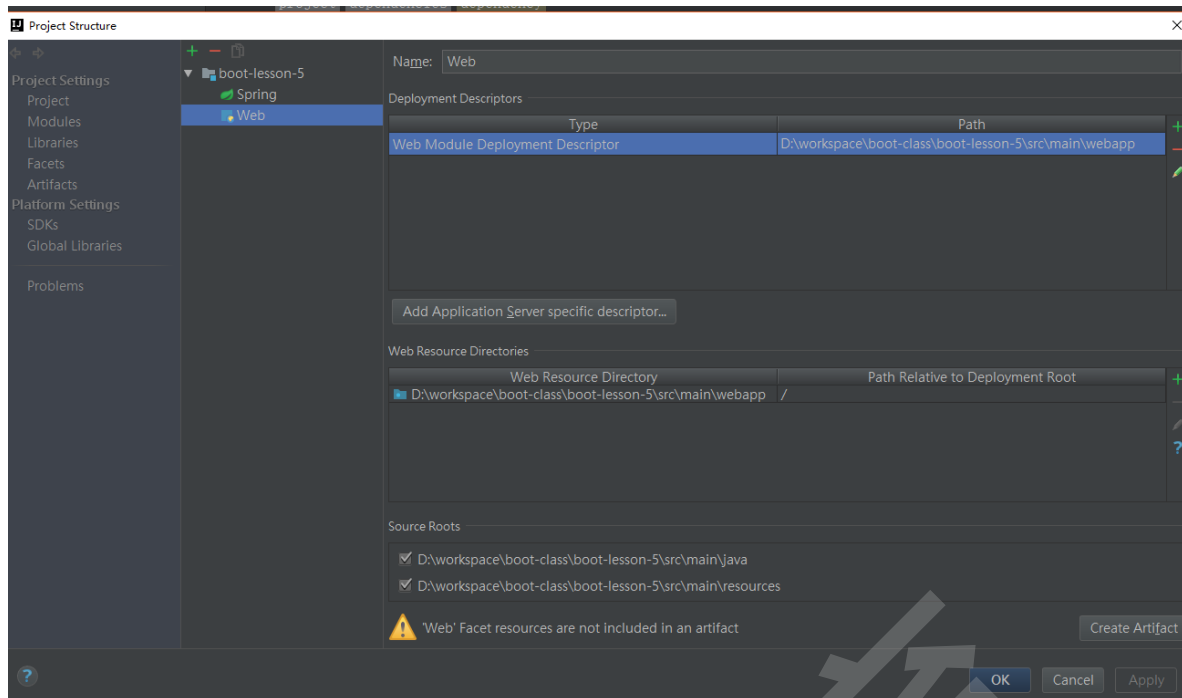 Project Structure
Project Settings
Project
Modules
Libraries
Facets
Artifacts
Platform Settings
SDKs
Global Libraries
Problems
boot-lesson-5
Spring
Web
Name: Web
Deployment Descriptors
Type Path
Web Module Deployment Descriptor D:\workspace\boot-class\boot-lesson-5\src\main\webapp
Add Application Server specific descriptor...
Web Resource Directories
Web Resource Directory Path Relative to Deployment Root
D:\workspace\boot-class\boot-lesson-5\src\main\webapp /
Source Roots
D:\workspace\boot-class\boot-lesson-5\src\main\java
D:\workspace\boot-class\boot-lesson-5\src\main\resources
'Web' Facet resources are not included in an artifact
Create Artifact
? OK Cancel Apply